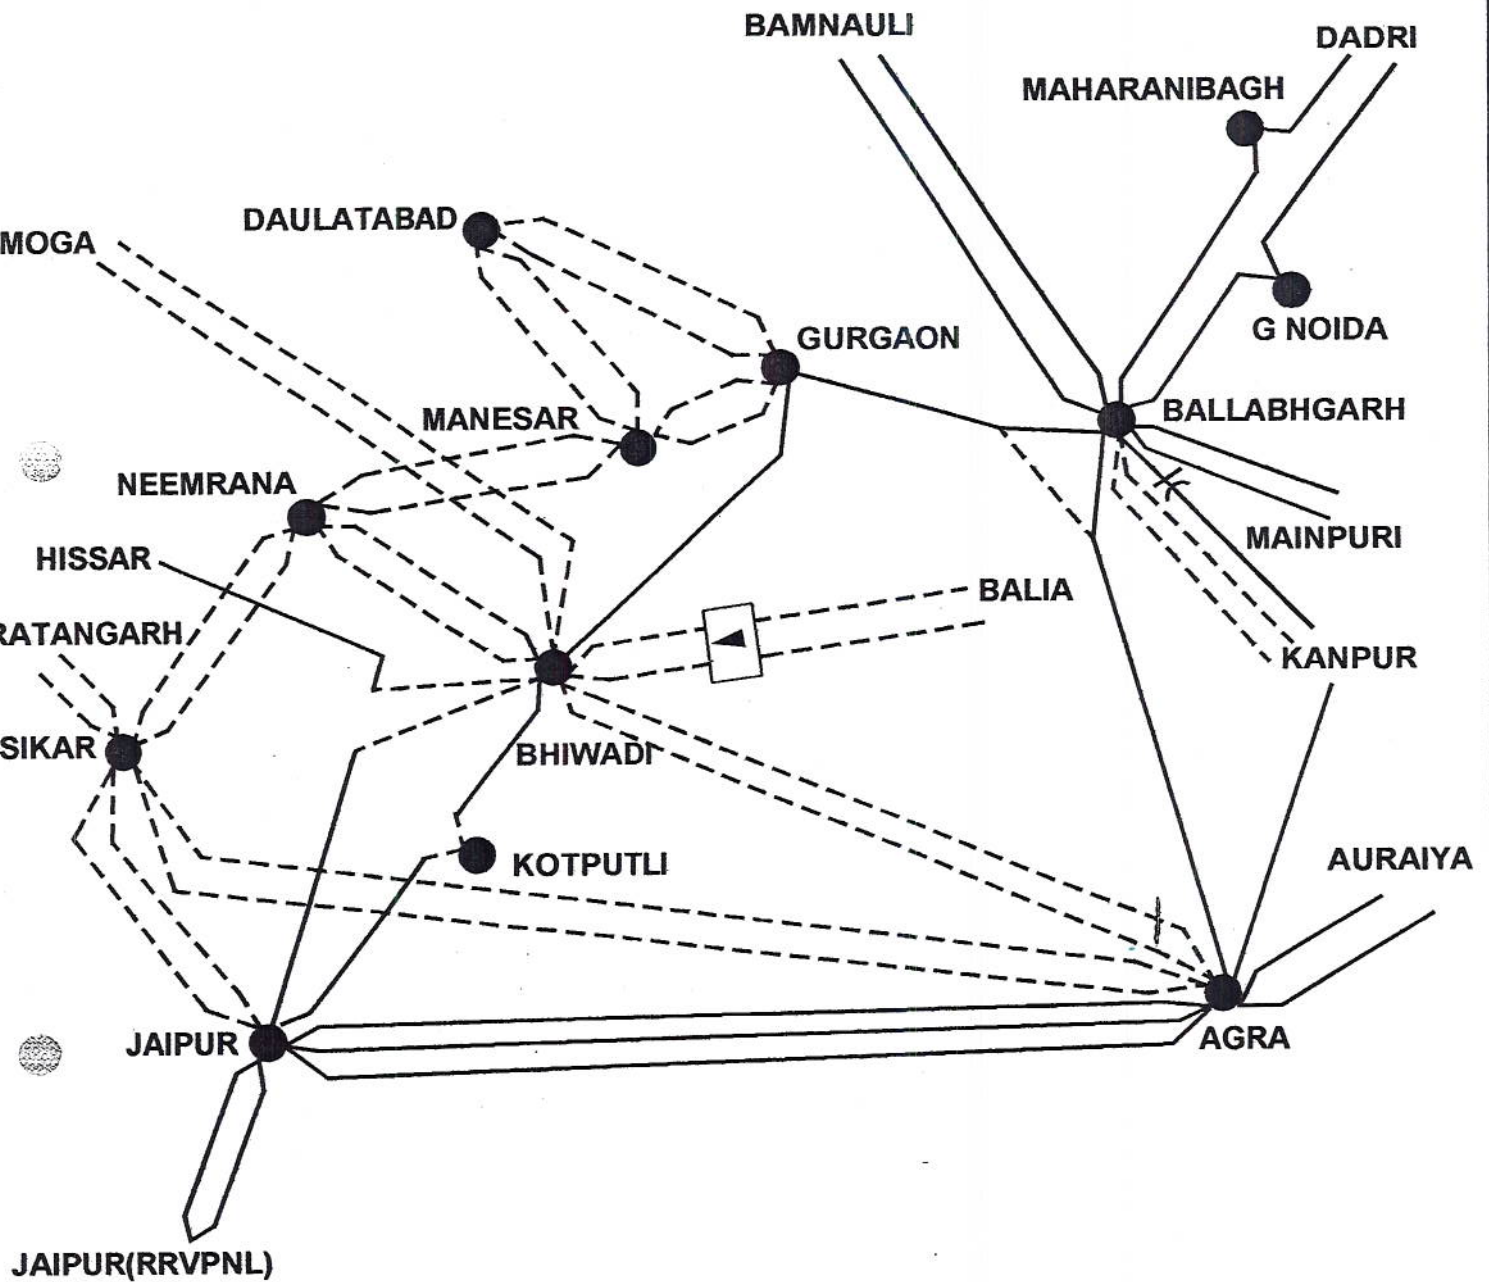 BAMNAULI
DADRI
MAHARANIBAGH
DAULATABAD
MOGA
G NOIDA
GURGAON
MANESAR
BALLABHGARH
NEEMRANA
MAINPURI
HISSAR
BALIA
RATANGARH
KANPUR
SIKAR
BHIWADI
KOTPUTLI
AURAIYA
JAIPUR
AGRA
JAIPUR(RRVPNL)